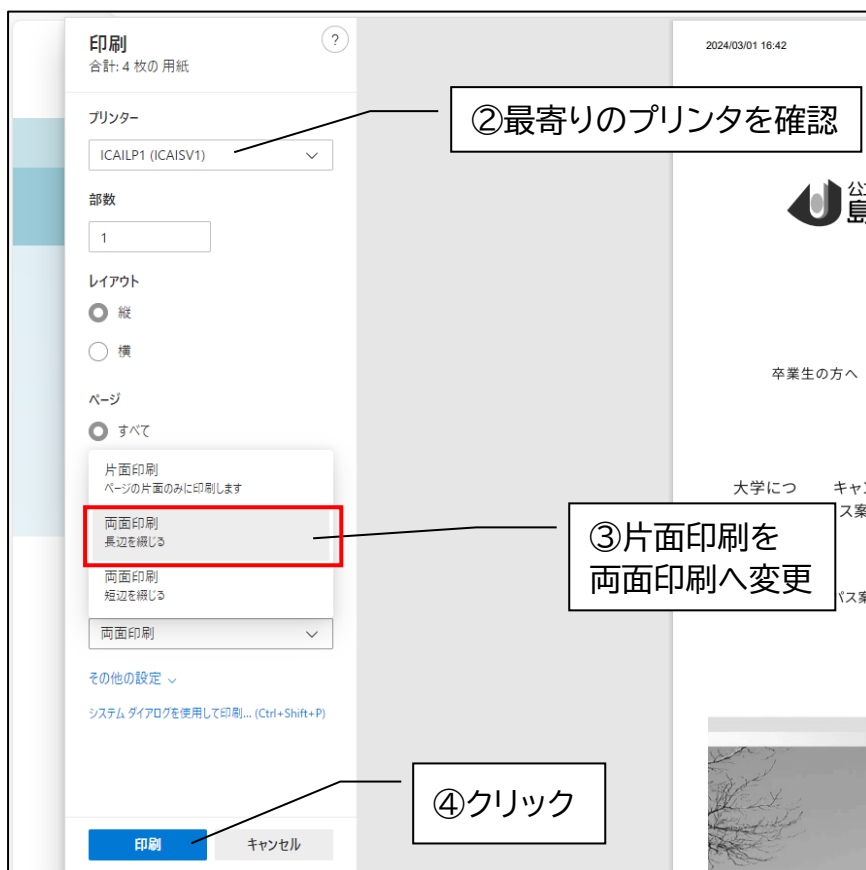 印刷
?
合計: 4 枚の 用紙
2024/03/01 16:42
プリンター
②最寄りのプリンタを確認
ICAILP1 (ICAISV1)
部数
1
レイアウト
縦
横
卒業生の方へ
ページ
すべて
片面印刷
ページの片面のみに印刷します
大学につ キャ
両面印刷
長辺を綴じる
ス案
③片面印刷を
両面印刷へ変更
両面印刷
短辺を綴じる
パス案
両面印刷
その他の設定
システム ダイアログを使用して印刷... (Ctrl+Shift+P)
④クリック
印刷
キャンセル